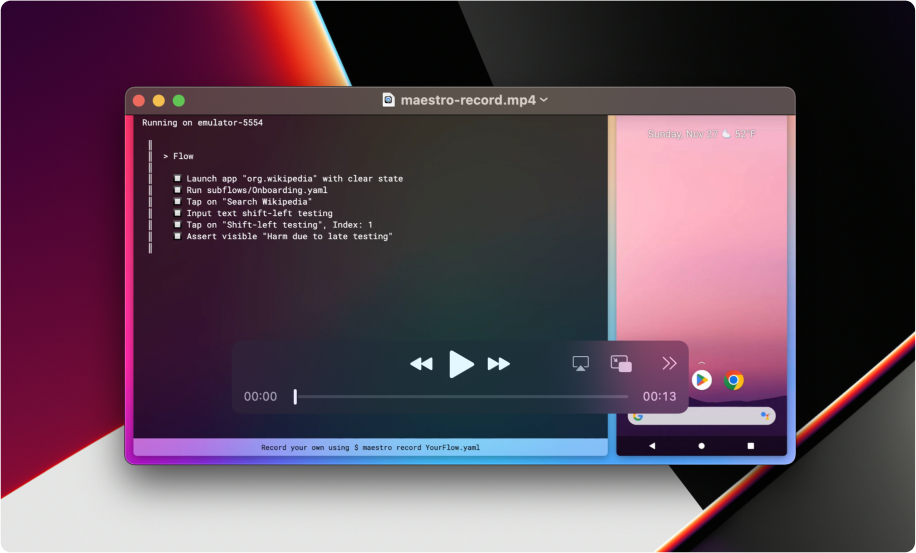 maestro-record.mp4
Running on emulator-5554
> Flow
Launch app "org.wikipedia" with clear state
Run subflows/Onboarding.yaml
Tap on "Search Wikipedia"
Input text shift-left testing
Tap on "Shift-left testing", Index: 1
Assert visible "Harm due to late testing"
Sunday, Nov 27 52°F
00:00
00:13
Record your own using $ maestro record YourFlow.yaml